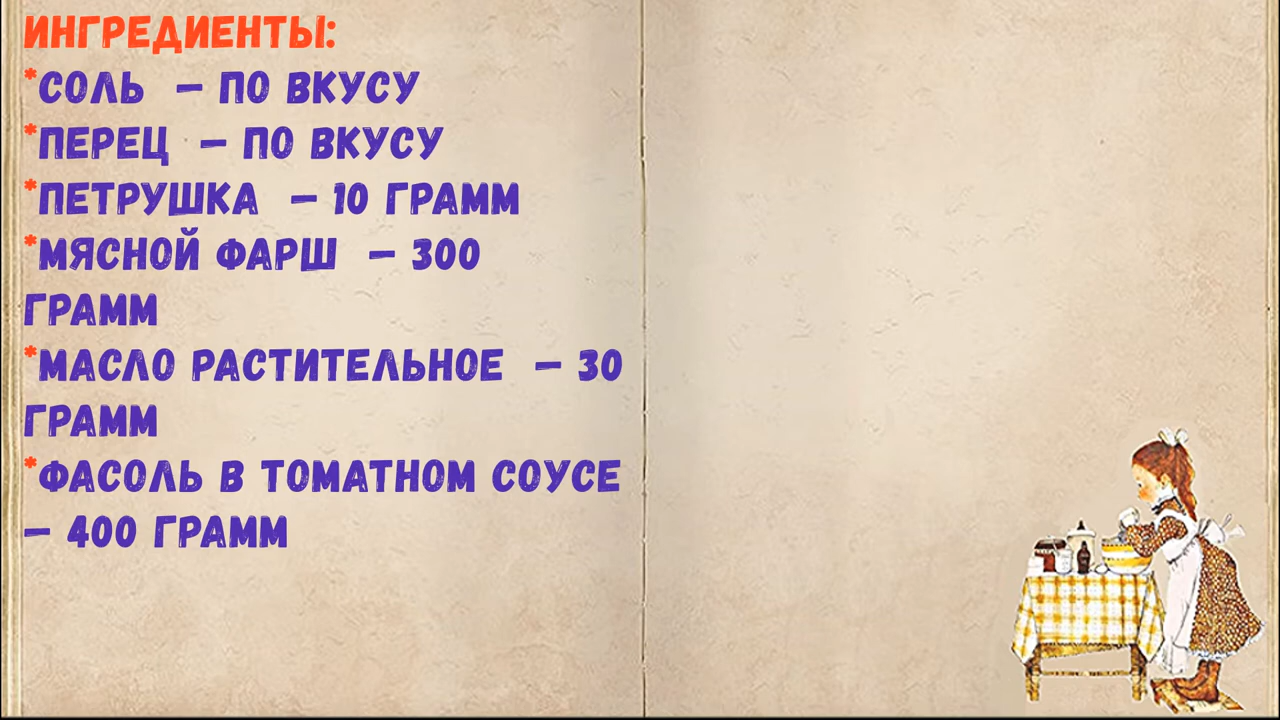 ИНГРЕДИЕНТЫ:
*СОЛЬ – ПО ВКУСУ
*ПЕРЕЦ – ПО ВКУСУ
*ПЕТРУШКА – 10 ГРАММ
*МЯСНОЙ ФАРШ – 300
ГРАММ
*МАСЛО РАСТИТЕЛЬНОЕ – 30
ГРАММ
*ФАСОЛЬ В ТОМАТНОМ СОУСЕ
– 400 ГРАММ